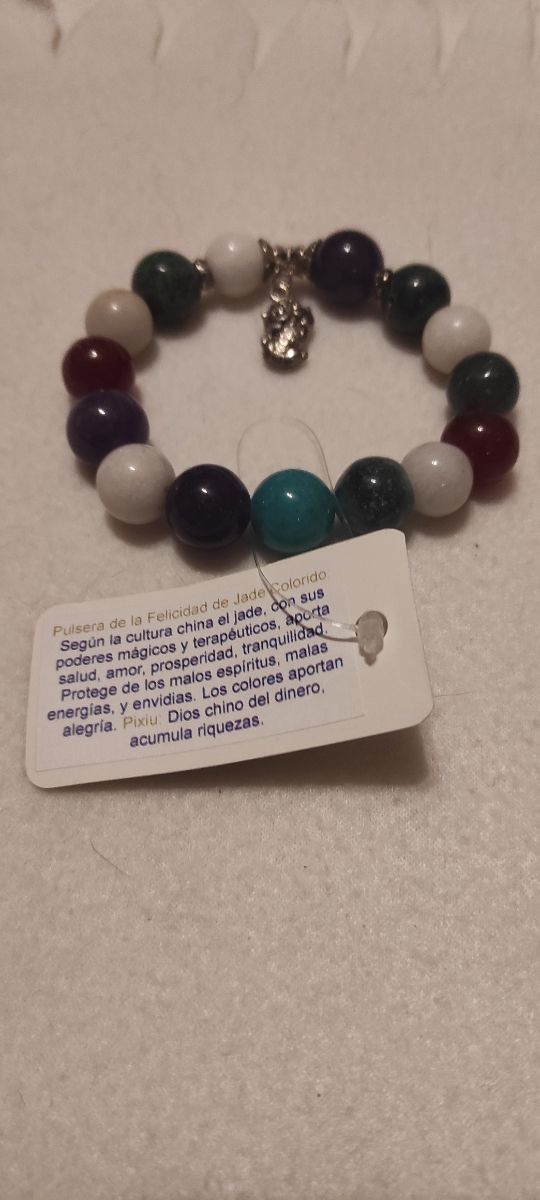 Pulsera de la Felicidad de Jade Colorido
Según la cultura china el jade, con sus
poderes mágicos y terapéuticos, aporta
salud, amor, prosperidad, tranquilidad.
Protege de los malos espíritus, malas
energías, y envidias. Los colores aportan
alegría. Pixiu: Dios chino del dinero,
acumula riquezas.